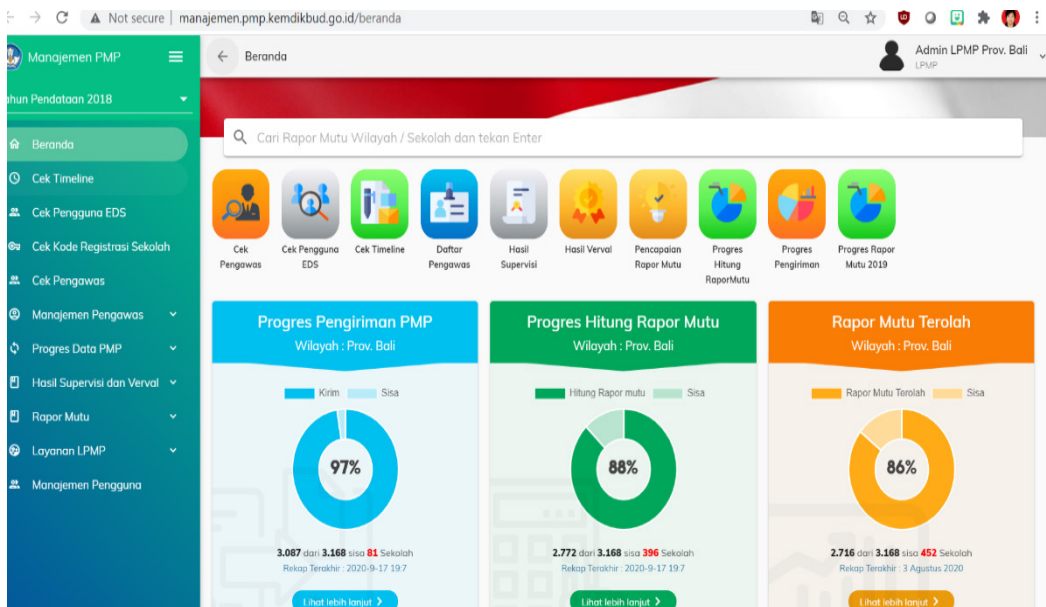 Not secure | manajemen.pmp.kemdikbud.go.id/beranda
Manajemen PMP
ahun Pendataan 2018
Beranda
Cek Timeline
Cek Pengguna EDS
Cek Kode Registrasi Sekolah
Cek Pengawas
Manajemen Pengawas
Progres Data PMP
Hasil Supervisi dan Verval
Rapor Mutu
Layanan LPMP
Manajemen Pengguna
Beranda
Admin LPMP Prov. Bali
LPMP
Cari Rapor Mutu Wilayah / Sekolah dan tekan Enter
Cek
Pengawas
Cek Pengguna
EDS
Cek Timeline
Daftar
Pengawas
Hasil
Supervisi
Hasil Verval
Pencapaian
Rapor Mutu
Progres
Hitung
RaporMutu
Progres
Pengiriman
Progres Rapor
Mutu 2019
Progres Pengiriman PMP
Wilayah : Prov. Bali
Kirim Sisa
97%
3.087 dari 3.168 sisa 81 Sekolah
Rekap Terakhir : 2020-9-17 19:7
Lihat lebih lanjut
Progres Hitung Rapor Mutu
Wilayah : Prov. Bali
Hitung Rapor mutu Sisa
88%
2.772 dari 3.168 sisa 396 Sekolah
Rekap Terakhir : 2020-9-17 19:7
Lihat lebih lanjut
Rapor Mutu Terolah
Wilayah : Prov. Bali
Rapor Mutu Terolah Sisa
86%
2.716 dari 3.168 sisa 452 Sekolah
Rekap Terakhir : 3 Agustus 2020
Lihat lebih lanjut